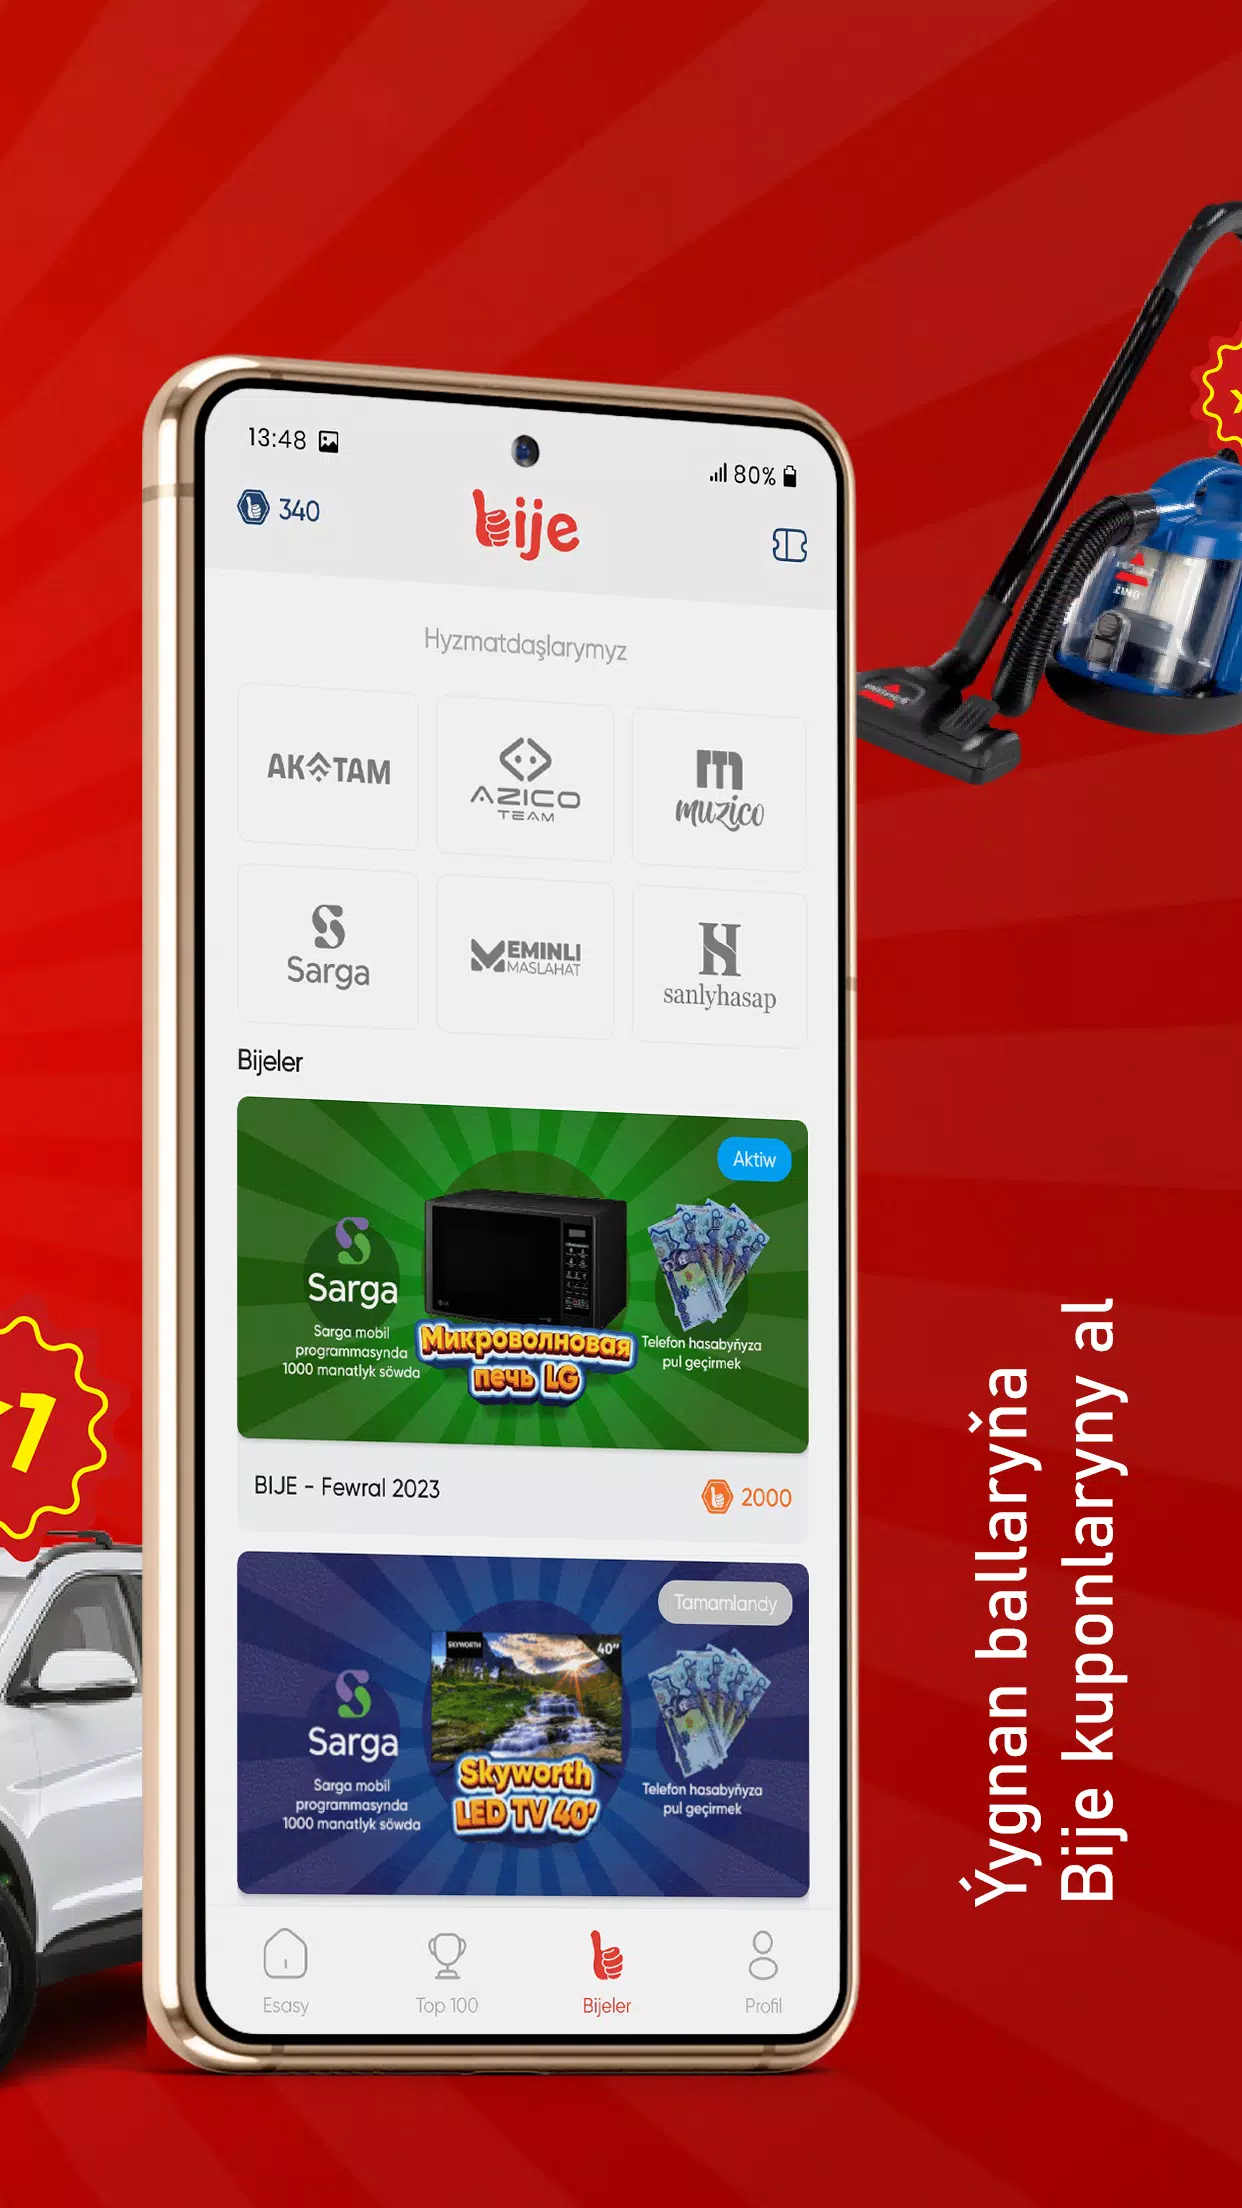 13:48
80%
340
bije
Hyzmatdaşlarymyz
AK TAM
AZICO
TEAM
muzico
Sarga
EMINLI
MASLAHAT
sanlyhasap
Bijeler
Aktiw
Sarga
Sarga mobil
programmasynda
1000 manatlyk söwda
Микроволновая
печь LG
Telefon hasabyňyza
pul geçirmek
BIJE - Fewral 2023
2000
Tamamlandy
SKYWORTH
40"
Sarga
Sarga mobil
programmasynda
1000 manatlyk söwda
Skyworth
LED TV 40'
Telefon hasabyňyza
pul geçirmek
Esasy
Top 100
Bijeler
Profil
Ýygnan ballaryňa
Bije kuponlaryny al